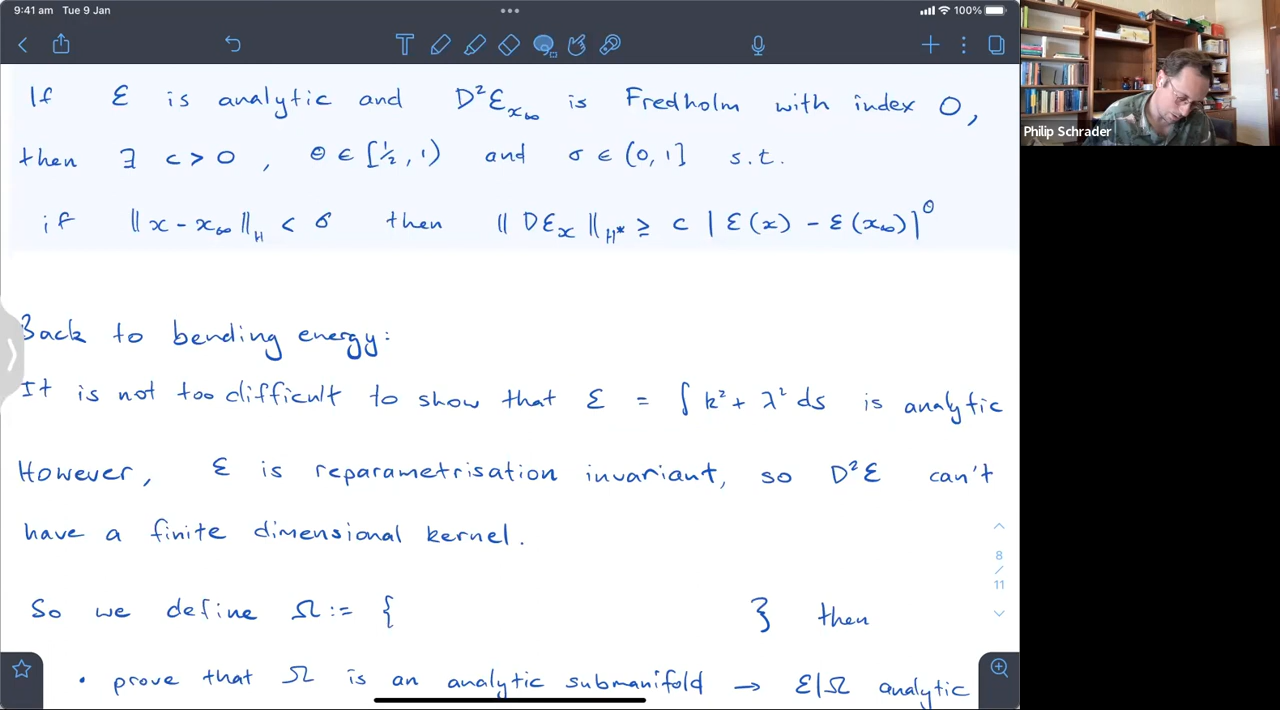 9:41 am Tue 9 Jan
100%
If ℰ is analytic and D²ℰ_{x∞} is Fredholm with index 0,
then ∃ c > 0 , θ ∈ [½, 1) and σ ∈ (0, 1] s.t.
if ‖x - x∞‖_H < σ then ‖Dℰ_x‖_{H*} ≥ c |ℰ(x) - ℰ(x∞)|^θ
Back to bending energy:
It is not too difficult to show that ℰ = ∫ k² + λ² ds is analytic
However, ℰ is reparametrisation invariant, so D²ℰ can't
have a finite dimensional kernel.
So we define Ω := { } then
• prove that Ω is an analytic submanifold → ℰ|Ω analytic
8
/
11
Philip Schrader